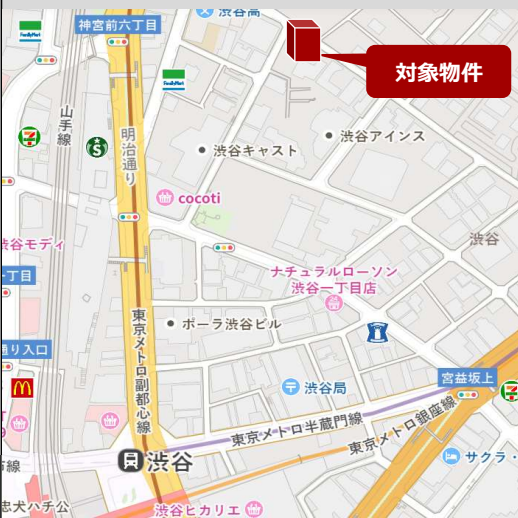 渋谷高
神宮前六丁目
FamilyMart
対象物件
FamilyMart
山手線
明治通り
渋谷アインス
渋谷キャスト
cocoti
渋谷
渋谷モディ
丁目
ナチュラルローソン
渋谷一丁目店
ポーラ渋谷ビル
東京メトロ副都心線
通り入口
宮益坂上
渋谷局
東京メトロ半蔵門線
東京メトロ銀座線
渋谷
サクラ・
線
忠犬ハチ公
渋谷ヒカリエ